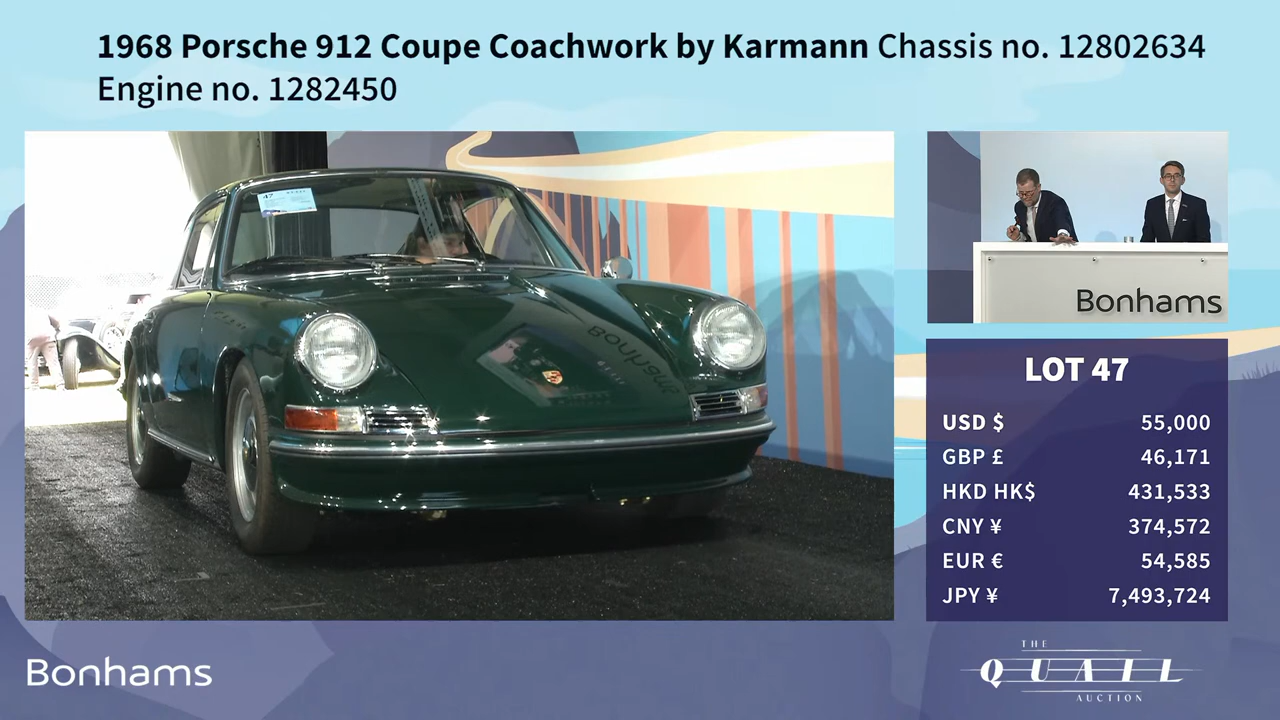 1968 Porsche 912 Coupe Coachwork by Karmann Chassis no. 12802634
Engine no. 1282450
47
Bonhams
LOT 47
USD $ 55,000
GBP £ 46,171
HKD HK$ 431,533
CNY ¥ 374,572
EUR € 54,585
JPY ¥ 7,493,724
Bonhams
THE
QUAIL
AUCTION